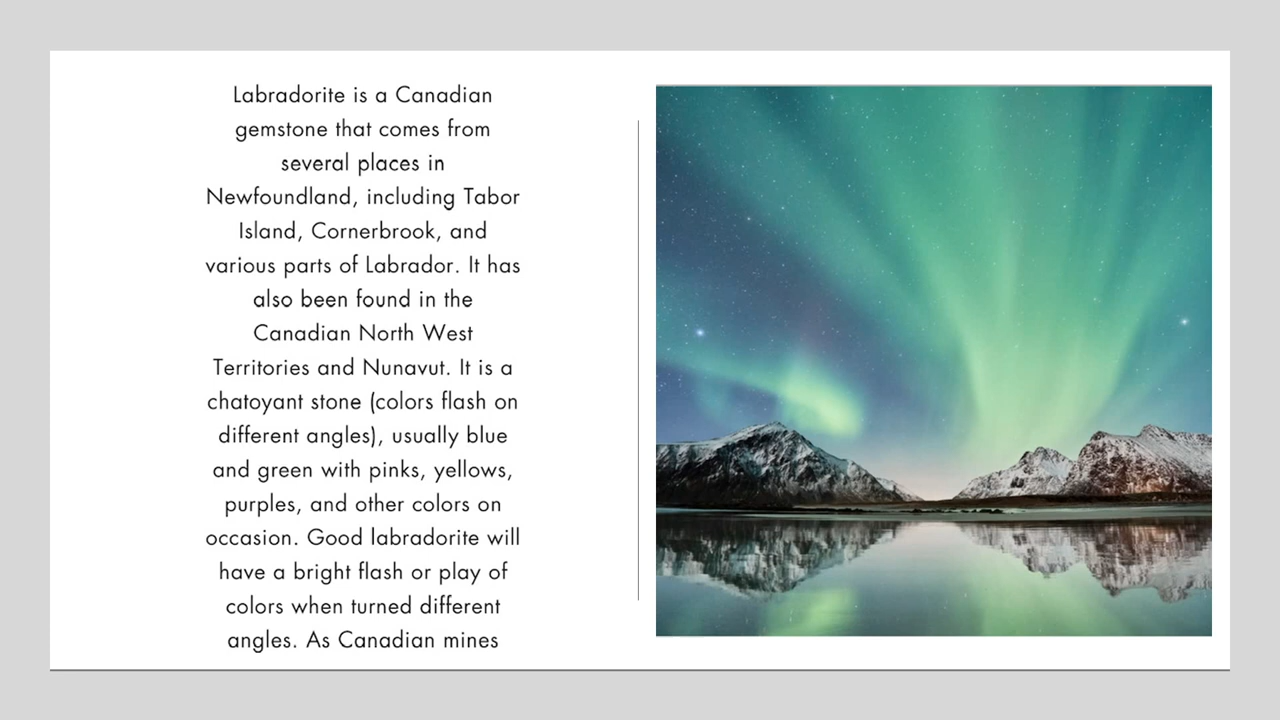 Labradorite is a Canadian
gemstone that comes from
several places in
Newfoundland, including Tabor
Island, Cornerbrook, and
various parts of Labrador. It has
also been found in the
Canadian North West
Territories and Nunavut. It is a
chatoyant stone (colors flash on
different angles), usually blue
and green with pinks, yellows,
purples, and other colors on
occasion. Good labradorite will
have a bright flash or play of
colors when turned different
angles. As Canadian mines